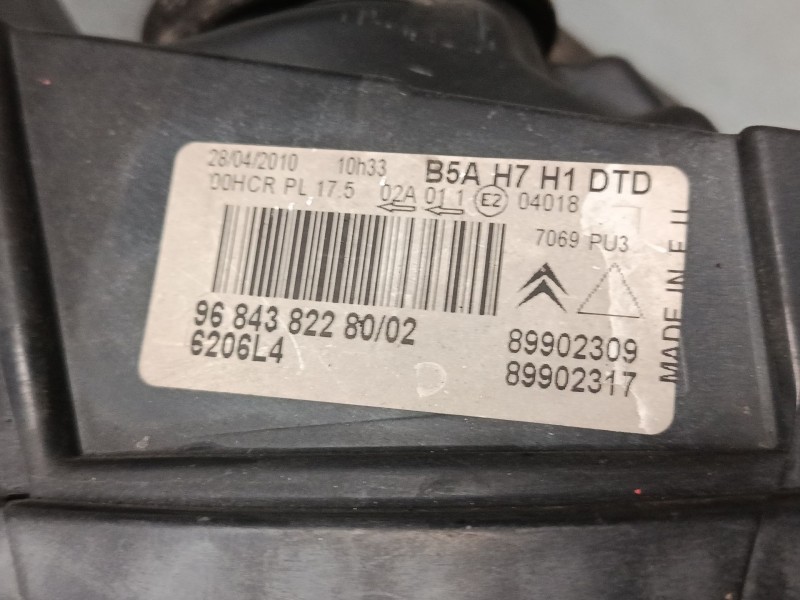 28/04/2010 10h33 B5A H7 H1 DTD
00HCR PL 17.5 02A 01 1 E2 04018
7069 PU3
96 843 822 80/02 89902309
6206L4 89902317
D
MADE IN E U